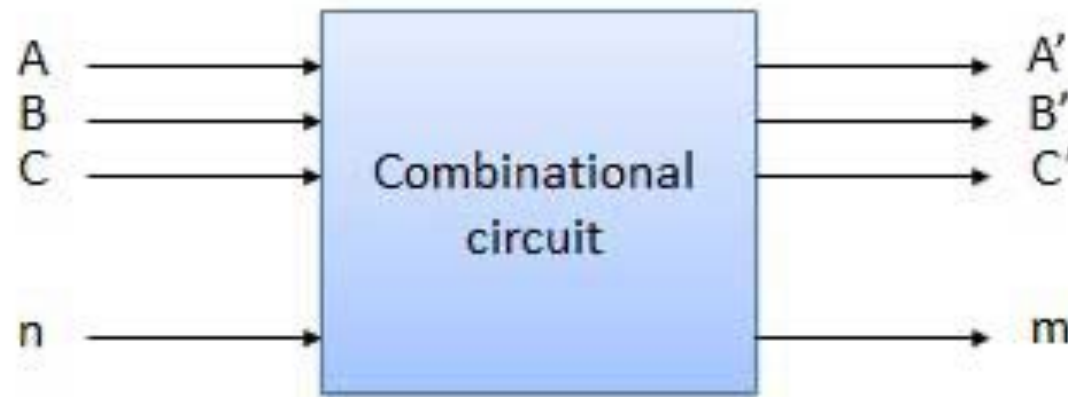 A
B
C
n
Combinational
circuit
A’
B’
C’
m